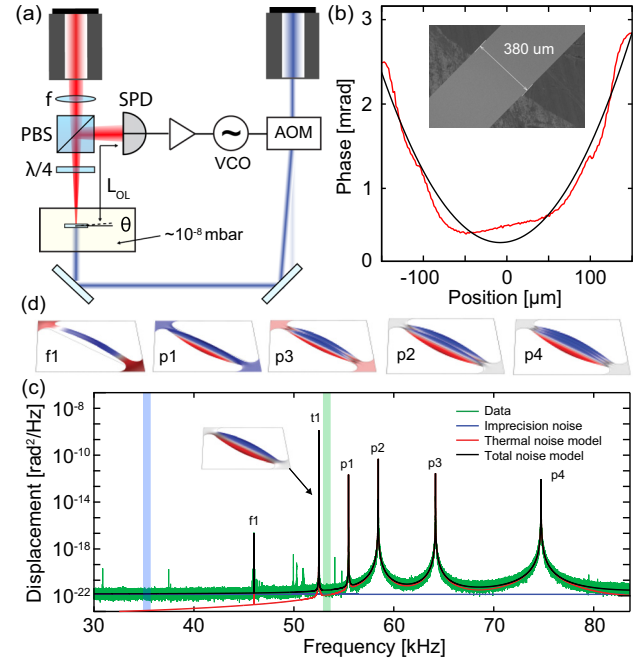 (a)
f
SPD
PBS
VCO
AOM
λ/4
L_OL
θ
~10⁻⁸ mbar
(b)
380 um
Phase [mrad]
3
2
1
0
-100
0
100
Position [µm]
(d)
f1
p1
p3
p2
p4
(c)
Displacement [rad²/Hz]
10⁻⁸
10⁻¹⁰
10⁻¹⁴
10⁻¹⁸
10⁻²²
t1
f1
p1
p2
p3
p4
Data
Imprecision noise
Thermal noise model
Total noise model
30
40
50
60
70
80
Frequency [kHz]